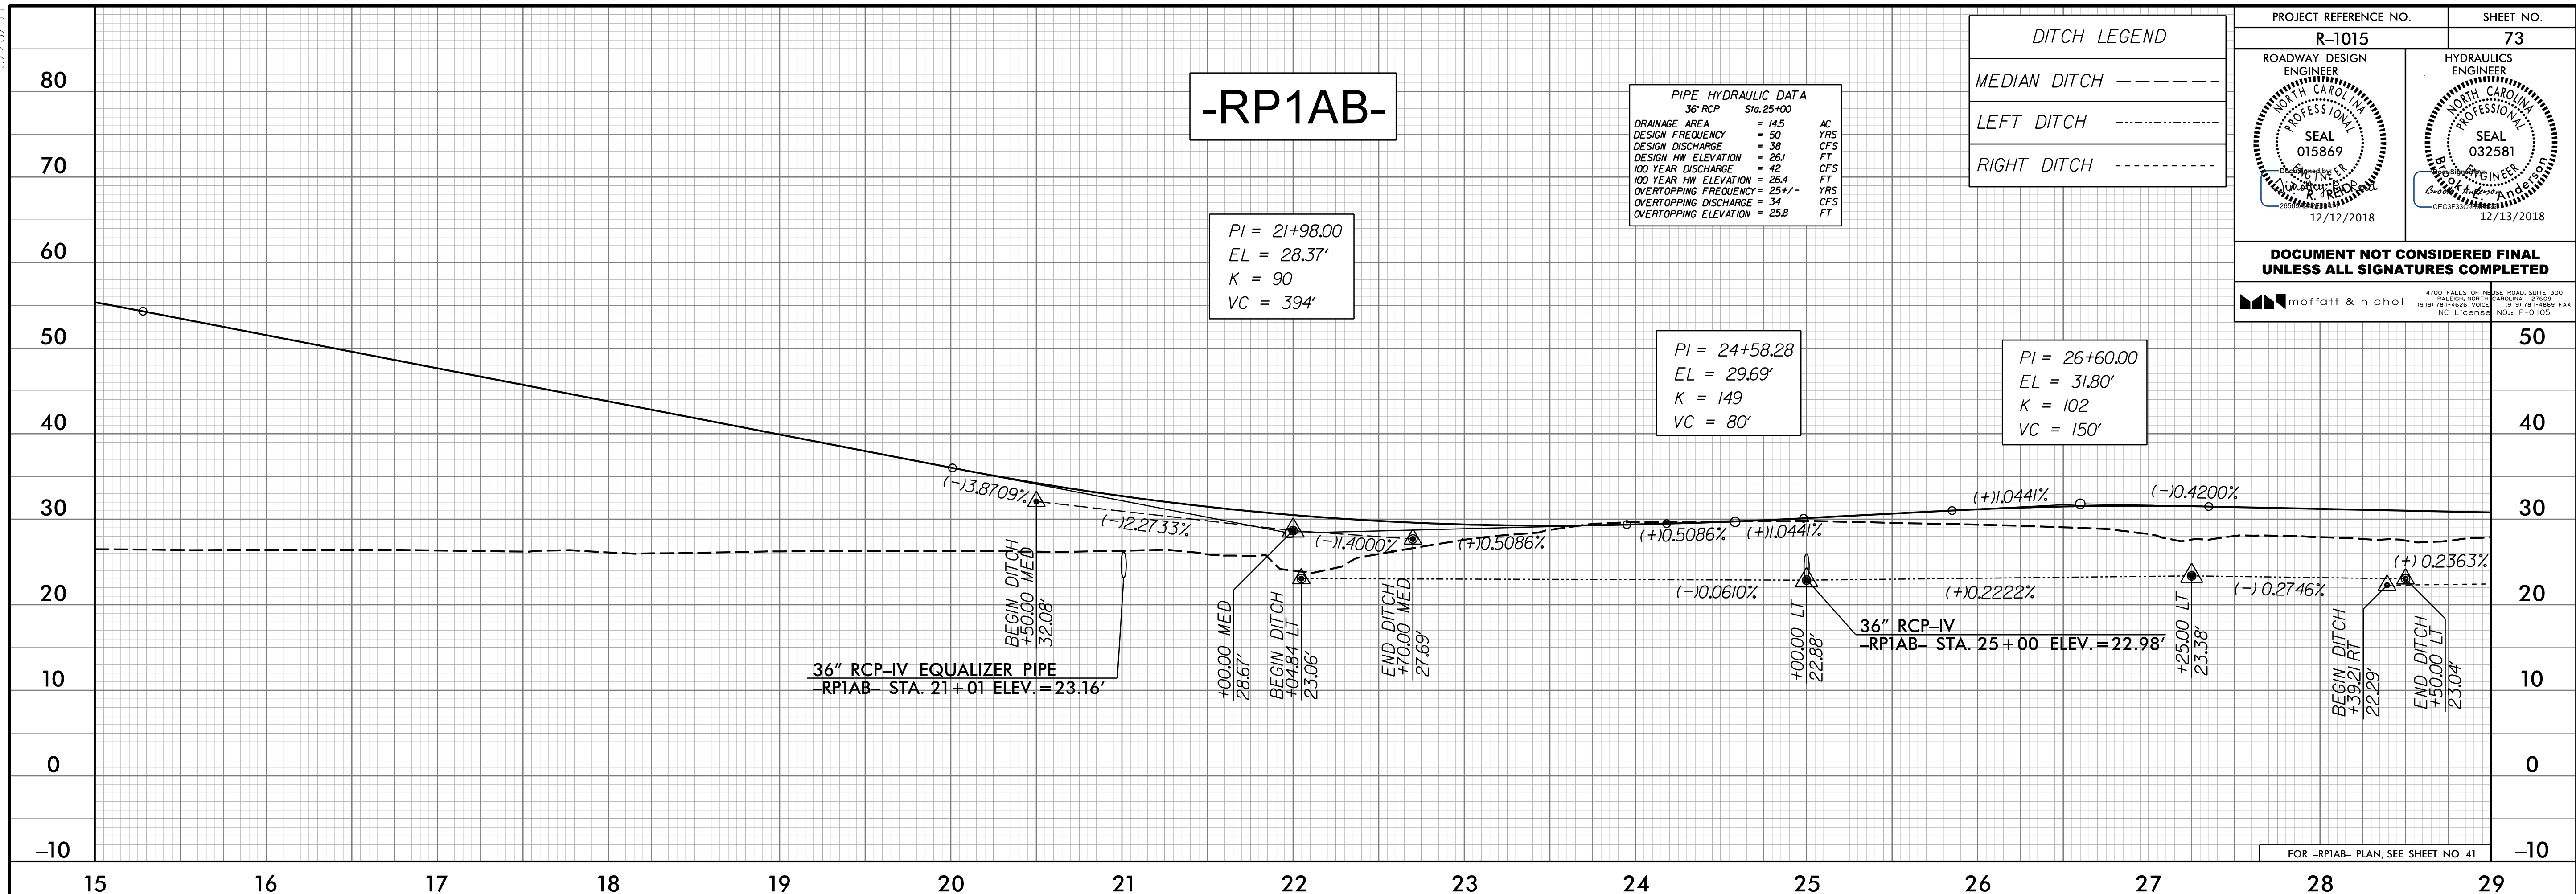 -RP1AB-
PIPE HYDRAULIC DATA
36" RCP Sta. 25+00
DRAINAGE AREA = 14.5 AC
DESIGN FREQUENCY = 50 YRS
DESIGN DISCHARGE = 38 CFS
DESIGN HW ELEVATION = 26.1 FT
100 YEAR DISCHARGE = 42 CFS
100 YEAR HW ELEVATION = 26.4 FT
OVERTOPPING FREQUENCY = 25+/- YRS
OVERTOPPING DISCHARGE = 34 CFS
OVERTOPPING ELEVATION = 25.8 FT
DITCH LEGEND
MEDIAN DITCH
LEFT DITCH
RIGHT DITCH
PROJECT REFERENCE NO.
SHEET NO.
R–1015
73
ROADWAY DESIGN
ENGINEER
HYDRAULICS
ENGINEER
NORTH CAROLINA
PROFESSIONAL
SEAL
015869
ENGINEER
R. REID
12/12/2018
NORTH CAROLINA
PROFESSIONAL
SEAL
032581
ENGINEER
Brook E. Anderson
12/13/2018
DOCUMENT NOT CONSIDERED FINAL
UNLESS ALL SIGNATURES COMPLETED
moffatt & nichol
4700 FALLS OF NEUSE ROAD, SUITE 300
RALEIGH, NORTH CAROLINA 27609
(919) 781-4626 VOICE (919) 781-4869 FAX
NC License NO.: F-0105
PI = 21+98.00
EL = 28.37'
K = 90
VC = 394'
PI = 24+58.28
EL = 29.69'
K = 149
VC = 80'
PI = 26+60.00
EL = 31.80'
K = 102
VC = 150'
80
70
60
50
40
30
20
10
0
–10
50
40
30
20
10
0
–10
(-)3.8709%
(-)2.2733%
(-)1.4000%
(+)0.5086%
(+)0.5086%
(+)1.0441%
(+)1.0441%
(-)0.4200%
(-)0.0610%
(+)0.2222%
(-) 0.2746%
(+) 0.2363%
BEGIN DITCH
+50.00 MED
32.08'
36" RCP–IV EQUALIZER PIPE
–RP1AB– STA. 21+01 ELEV.=23.16'
+00.00 MED
28.67'
BEGIN DITCH
+04.84 LT
23.06'
END DITCH
+70.00 MED
27.69'
+00.00 LT
22.88'
36" RCP–IV
–RP1AB– STA. 25+00 ELEV.=22.98'
+25.00 LT
23.38'
BEGIN DITCH
+39.21 RT
22.29'
END DITCH
+50.00 LT
23.04'
FOR –RP1AB– PLAN, SEE SHEET NO. 41
15 16 17 18 19 20 21 22 23 24 25 26 27 28 29